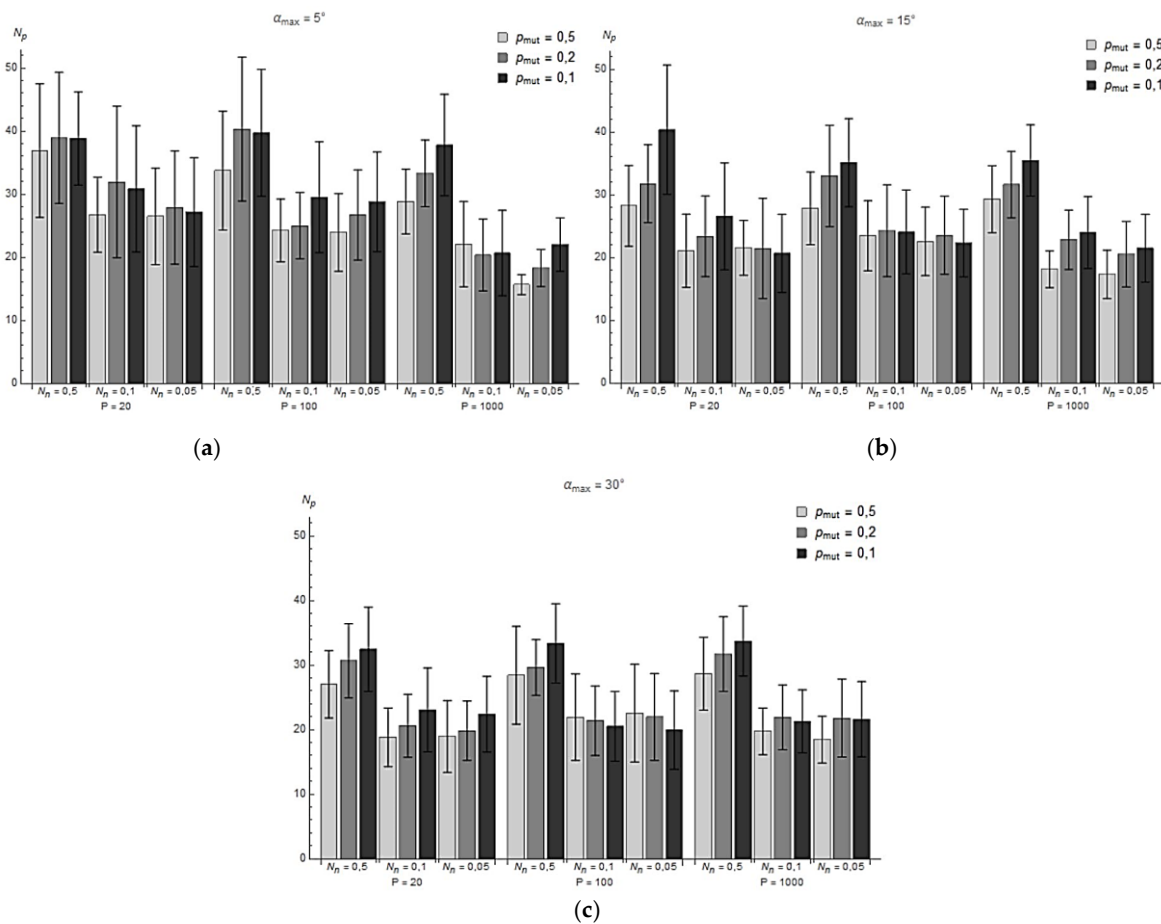 α_max = 5°
N_p
p_mut = 0,5
p_mut = 0,2
p_mut = 0,1
50
40
30
20
10
0
N_n = 0,5 N_n = 0,1 N_n = 0,05 N_n = 0,5 N_n = 0,1 N_n = 0,05 N_n = 0,5 N_n = 0,1 N_n = 0,05
P = 20 P = 100 P = 1000
(a)
α_max = 15°
N_p
p_mut = 0,5
p_mut = 0,2
p_mut = 0,1
50
40
30
20
10
0
N_n = 0,5 N_n = 0,1 N_n = 0,05 N_n = 0,5 N_n = 0,1 N_n = 0,05 N_n = 0,5 N_n = 0,1 N_n = 0,05
P = 20 P = 100 P = 1000
(b)
α_max = 30°
N_p
p_mut = 0,5
p_mut = 0,2
p_mut = 0,1
50
40
30
20
10
0
N_n = 0,5 N_n = 0,1 N_n = 0,05 N_n = 0,5 N_n = 0,1 N_n = 0,05 N_n = 0,5 N_n = 0,1 N_n = 0,05
P = 20 P = 100 P = 1000
(c)